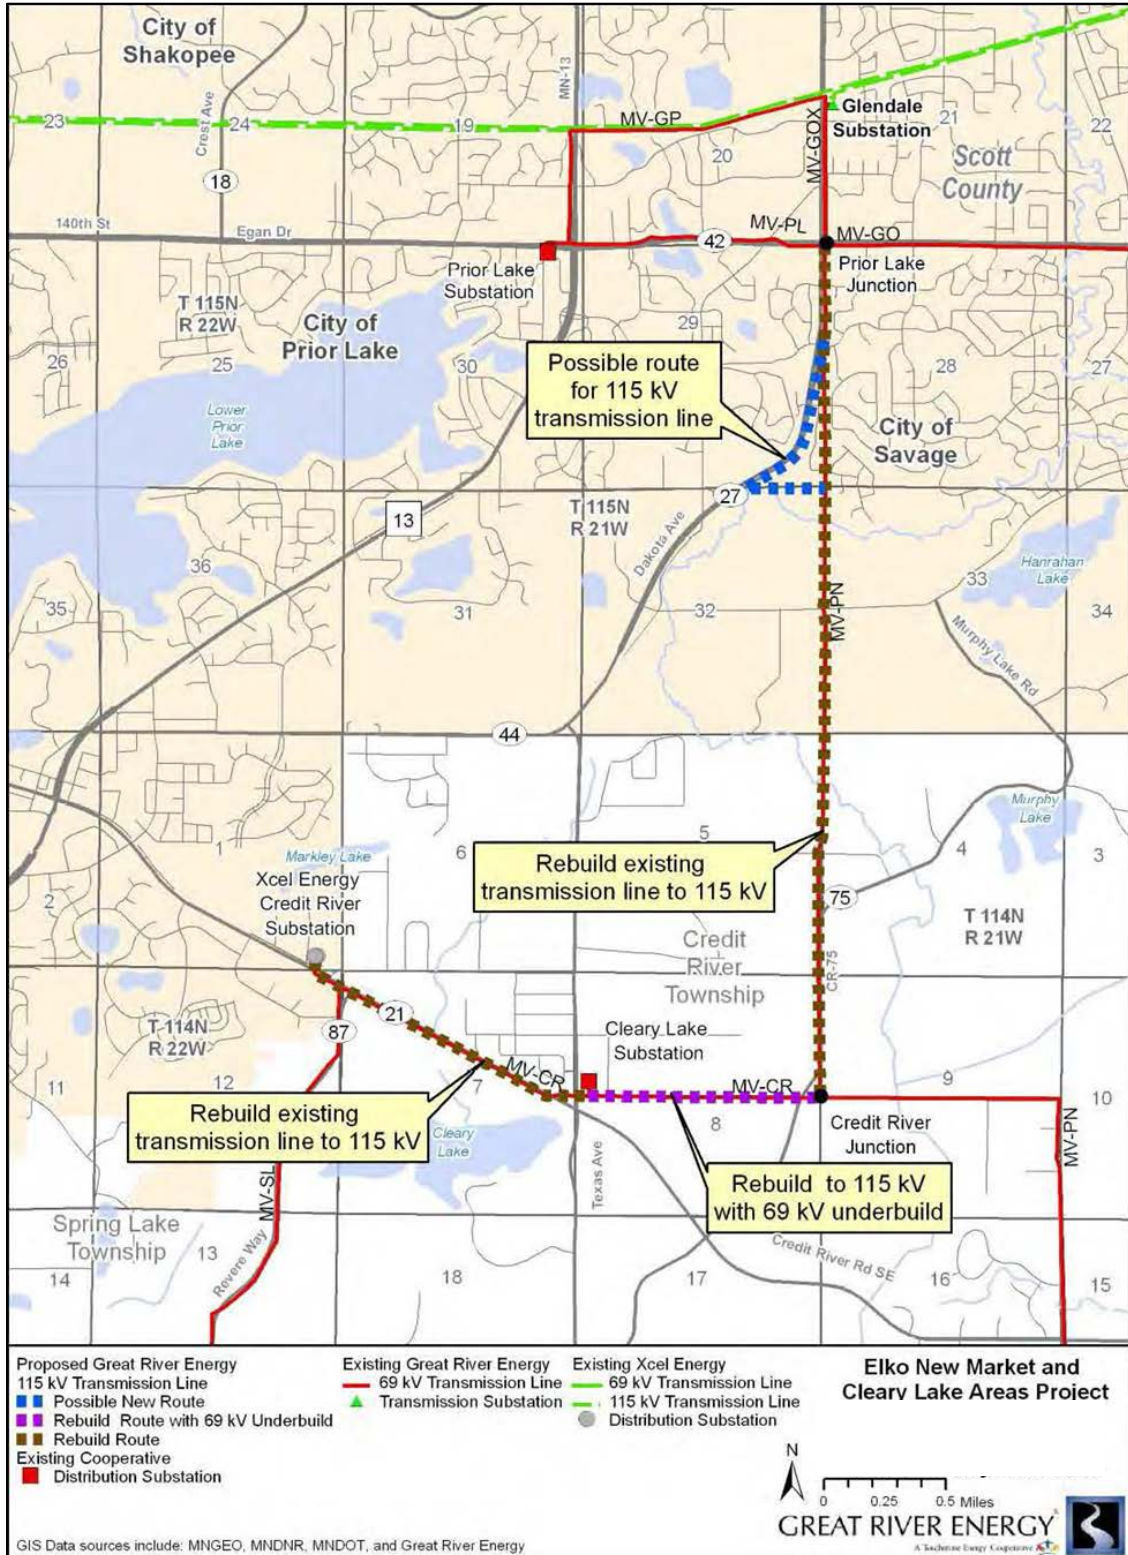 City of
Shakopee
MN-13
Crest Ave
23
24
19
MV-GP
20
MV-GOX
Glendale
Substation
21
22
Scott
County
18
140th St
Egan Dr
42
MV-PL
MV-GO
Prior Lake
Junction
Prior Lake
Substation
T 115N
R 22W
City of
Prior Lake
25
26
30
29
28
27
Possible route
for 115 kV
transmission line
Lower
Prior
Lake
City of
Savage
27
T 115N
R 21W
13
Dakota Ave
Hanrahan
Lake
36
35
31
32
33
34
MV-PN
Murphy Lake Rd
44
Murphy
Lake
1
2
6
5
4
3
Markley Lake
Xcel Energy
Credit River
Substation
Rebuild existing
transmission line to 115 kV
75
T 114N
R 21W
Credit
River
Township
CR-75
T 114N
R 22W
87
21
Cleary Lake
Substation
MV-CR
MV-CR
11
12
7
8
9
10
Rebuild existing
transmission line to 115 kV
Cleary
Lake
Credit River
Junction
MV-PN
Texas Ave
Rebuild to 115 kV
with 69 kV underbuild
MV-SL
Spring Lake
Township
Revere Way
13
14
18
17
Credit River Rd SE
16
15
Proposed Great River Energy
115 kV Transmission Line
Possible New Route
Rebuild Route with 69 kV Underbuild
Rebuild Route
Existing Cooperative
Distribution Substation
Existing Great River Energy
69 kV Transmission Line
Transmission Substation
Existing Xcel Energy
69 kV Transmission Line
115 kV Transmission Line
Distribution Substation
Elko New Market and
Cleary Lake Areas Project
N
0 0.25 0.5 Miles
GREAT RIVER ENERGY
A Touchstone Energy Cooperative
GIS Data sources include: MNGEO, MNDNR, MNDOT, and Great River Energy